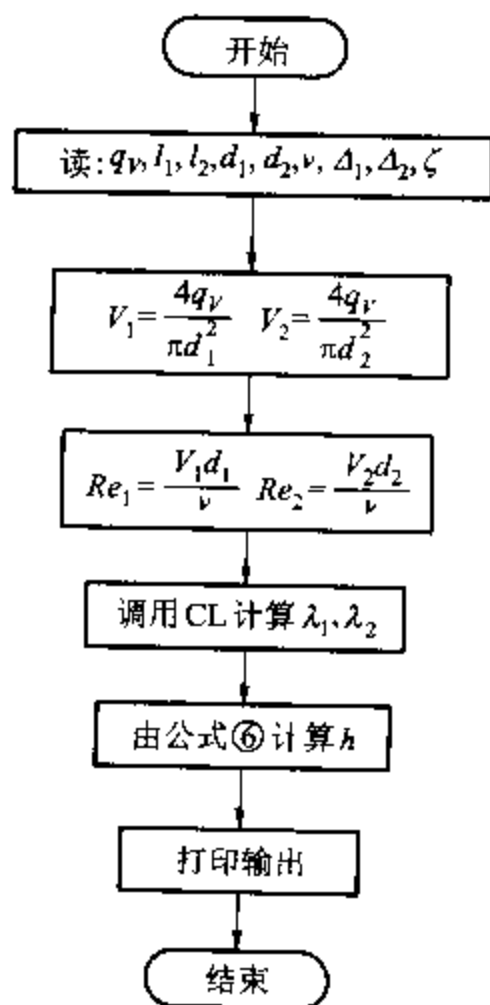 开始
读:q_V, l_1, l_2, d_1, d_2, ν, Δ_1, Δ_2, ζ
V_1=4q_V/πd_1^2 V_2=4q_V/πd_2^2
Re_1=V_1d_1/ν Re_2=V_2d_2/ν
调用CL计算λ_1、λ_2
由公式⑥计算h
打印输出
结束